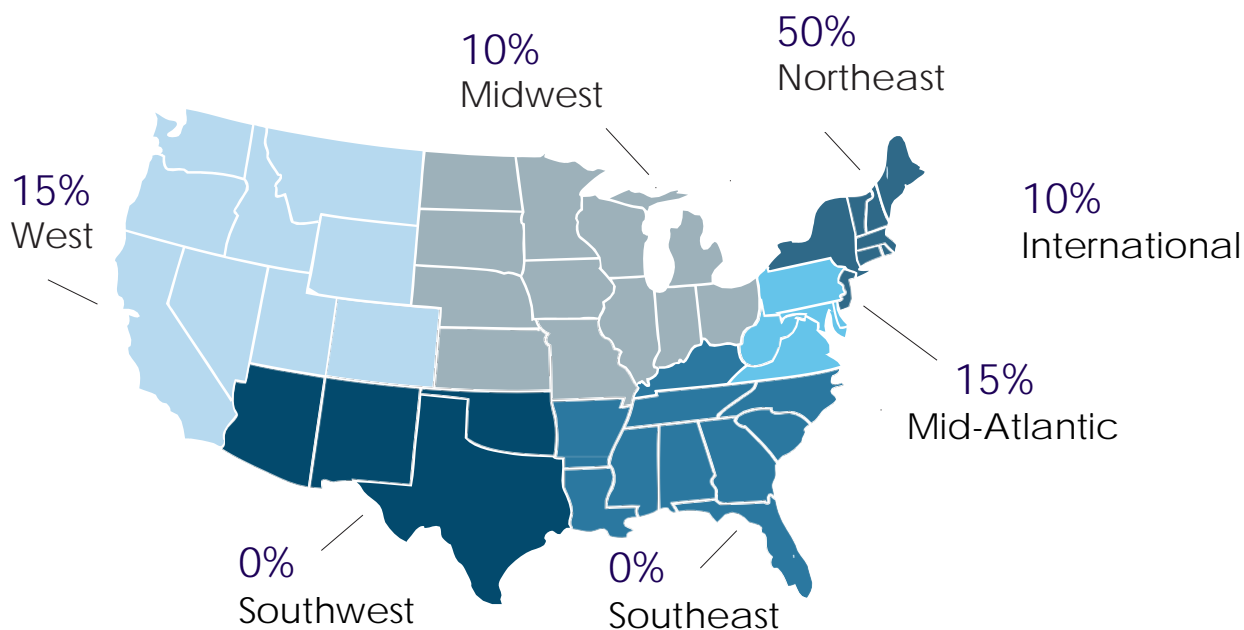 50%
Northeast
10%
Midwest
15%
West
10%
International
15%
Mid-Atlantic
0%
Southwest
0%
Southeast